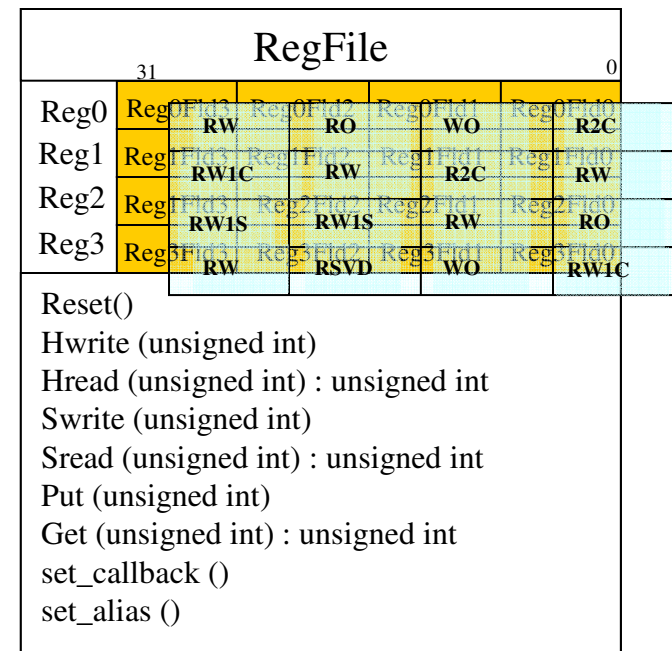 RegFile
31 0
Reg0 Reg0Fld3 Reg0Fld2 Reg0Fld1 Reg0Fld0
RW RO WO R2C
Reg1 Reg1Fld3 Reg1Fld2 Reg1Fld1 Reg1Fld0
RW1C RW R2C RW
Reg2 Reg1Fld3 Reg2Fld2 Reg2Fld1 Reg2Fld0
RW1S RW1S RW RO
Reg3 Reg3Fld3 Reg3Fld2 Reg3Fld1 Reg3Fld0
RW RSVD WO RW1C
Reset()
Hwrite (unsigned int)
Hread (unsigned int) : unsigned int
Swrite (unsigned int)
Sread (unsigned int) : unsigned int
Put (unsigned int)
Get (unsigned int) : unsigned int
set_callback ()
set_alias ()